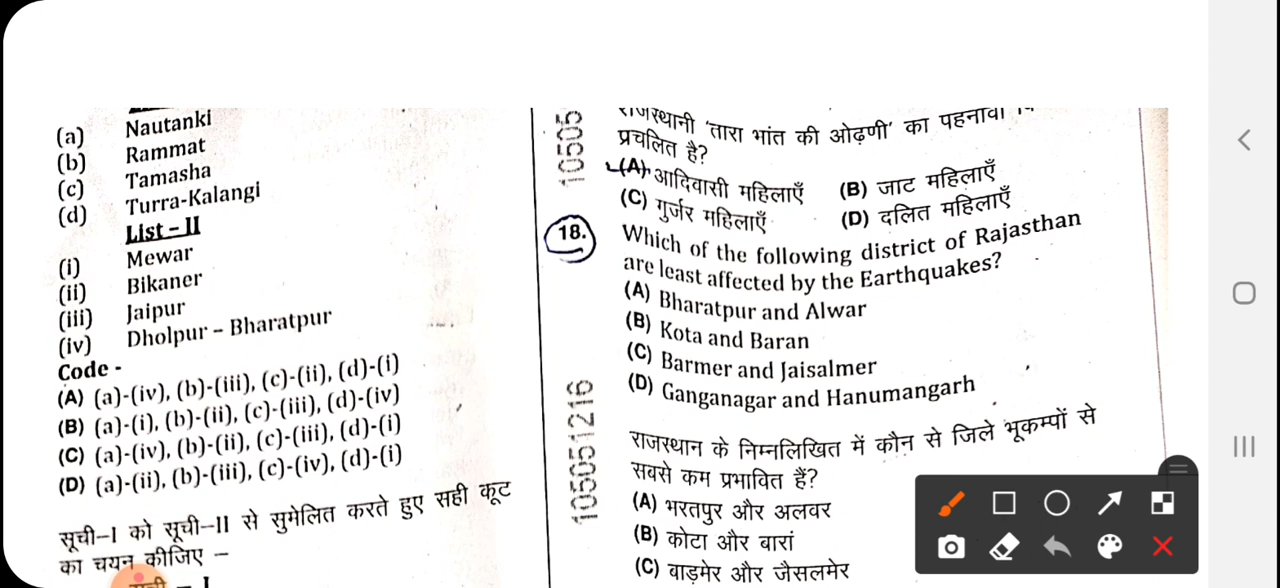 (a) Nautanki
(b) Rammat
(c) Tamasha
(d) Turra-Kalangi
List – II
(i) Mewar
(ii) Bikaner
(iii) Jaipur
(iv) Dholpur – Bharatpur
Code -
(A) (a)-(iv), (b)-(iii), (c)-(ii), (d)-(i)
(B) (a)-(i), (b)-(ii), (c)-(iii), (d)-(iv)
(C) (a)-(iv), (b)-(ii), (c)-(iii), (d)-(i)
(D) (a)-(ii), (b)-(iii), (c)-(iv), (d)-(i)
सूची–I को सूची–II से सुमेलित करते हुए सही कूट
का चयन कीजिए –
– I
10505
105051216
राजस्थानी 'तारा भांत की ओढ़णी' का पहनावा
प्रचलित है?
(A) आदिवासी महिलाएँ (B) जाट महिलाएँ
(C) गुर्जर महिलाएँ (D) दलित महिलाएँ
18. Which of the following district of Rajasthan
are least affected by the Earthquakes?
(A) Bharatpur and Alwar
(B) Kota and Baran
(C) Barmer and Jaisalmer
(D) Ganganagar and Hanumangarh
राजस्थान के निम्नलिखित में कौन से जिले भूकम्पों से
सबसे कम प्रभावित हैं?
(A) भरतपुर और अलवर
(B) कोटा और बारां
(C) वाड़मेर और जैसलमेर